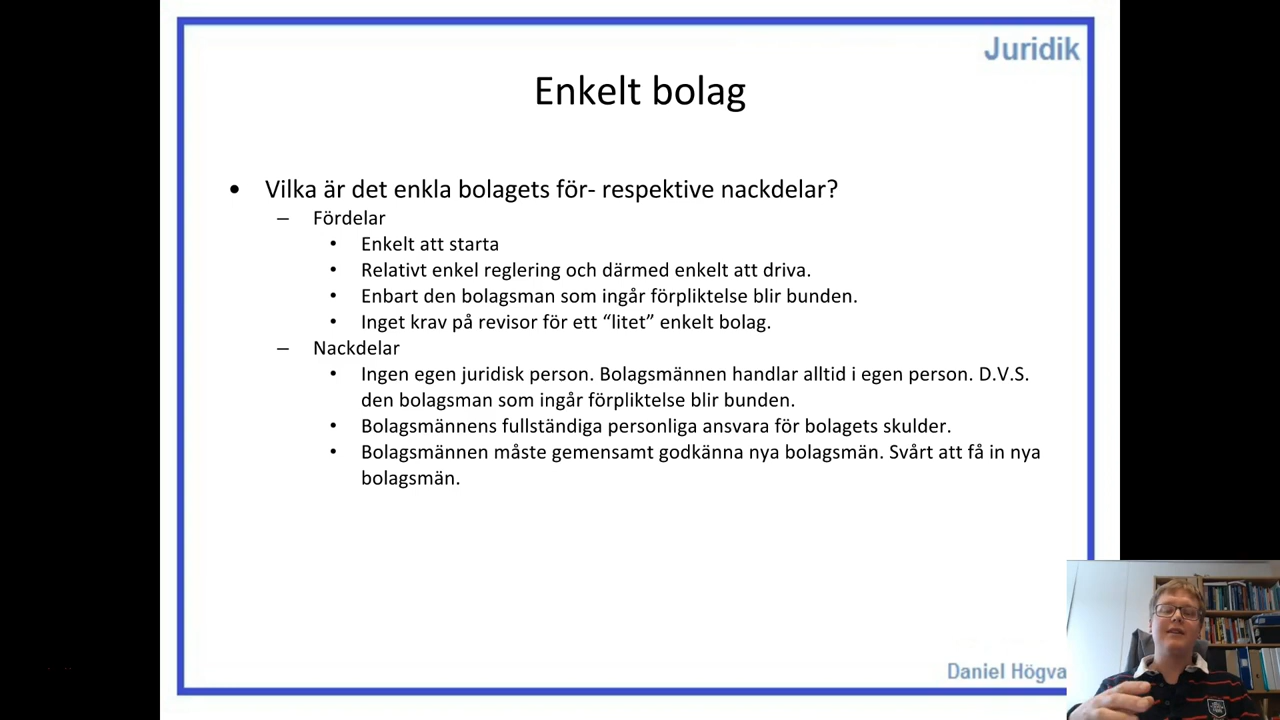 Juridik
Enkelt bolag
• Vilka är det enkla bolagets för- respektive nackdelar?
– Fördelar
• Enkelt att starta
• Relativt enkel reglering och därmed enkelt att driva.
• Enbart den bolagsman som ingår förpliktelse blir bunden.
• Inget krav på revisor för ett “litet” enkelt bolag.
– Nackdelar
• Ingen egen juridisk person. Bolagsmännen handlar alltid i egen person. D.V.S.
den bolagsman som ingår förpliktelse blir bunden.
• Bolagsmännens fullständiga personliga ansvara för bolagets skulder.
• Bolagsmännen måste gemensamt godkänna nya bolagsmän. Svårt att få in nya
bolagsmän.
Daniel Högva